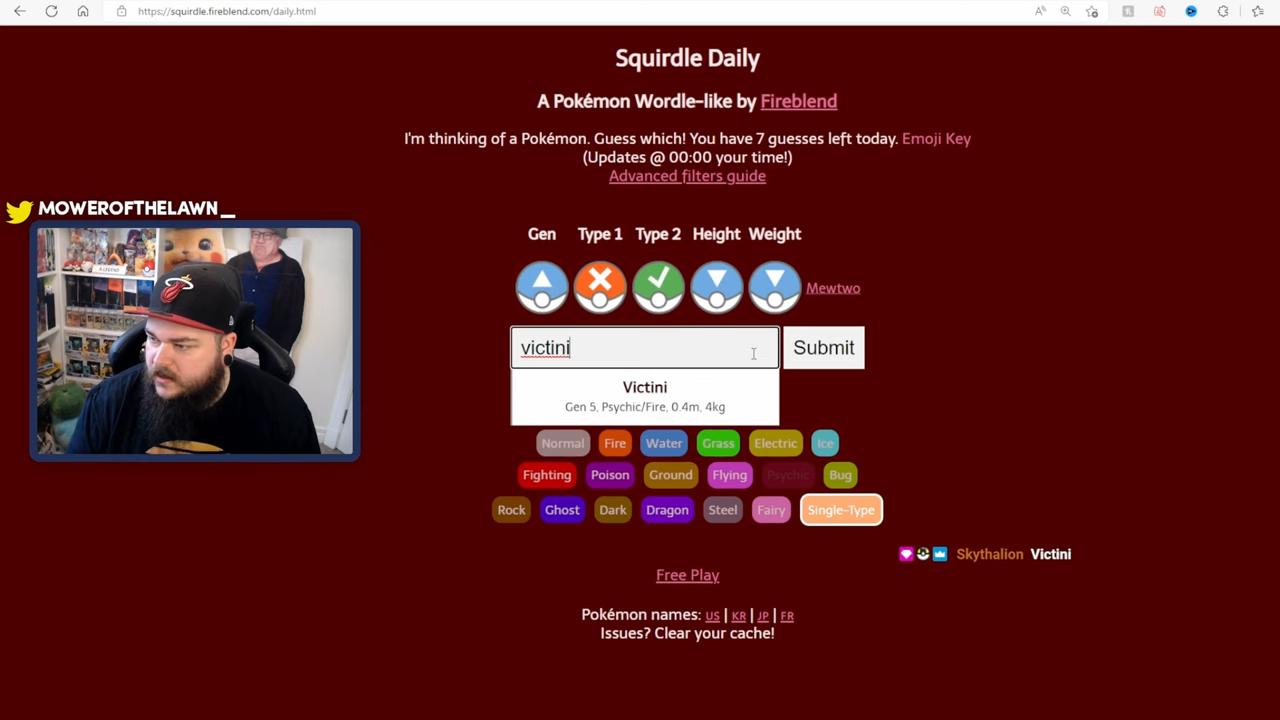 https://squirdle.fireblend.com/daily.html
Squirdle Daily
A Pokémon Wordle-like by Fireblend
I'm thinking of a Pokémon. Guess which! You have 7 guesses left today. Emoji Key
(Updates @ 00:00 your time!)
Advanced filters guide
MOWEROFTHELAWN_
Gen Type 1 Type 2 Height Weight
Mewtwo
victini Submit
Victini
Gen 5, Psychic/Fire, 0.4m, 4kg
Normal Fire Water Grass Electric Ice
Fighting Poison Ground Flying Psychic Bug
Rock Ghost Dark Dragon Steel Fairy Single-Type
Skythalion Victini
Free Play
Pokémon names: US | KR | JP | FR
Issues? Clear your cache!